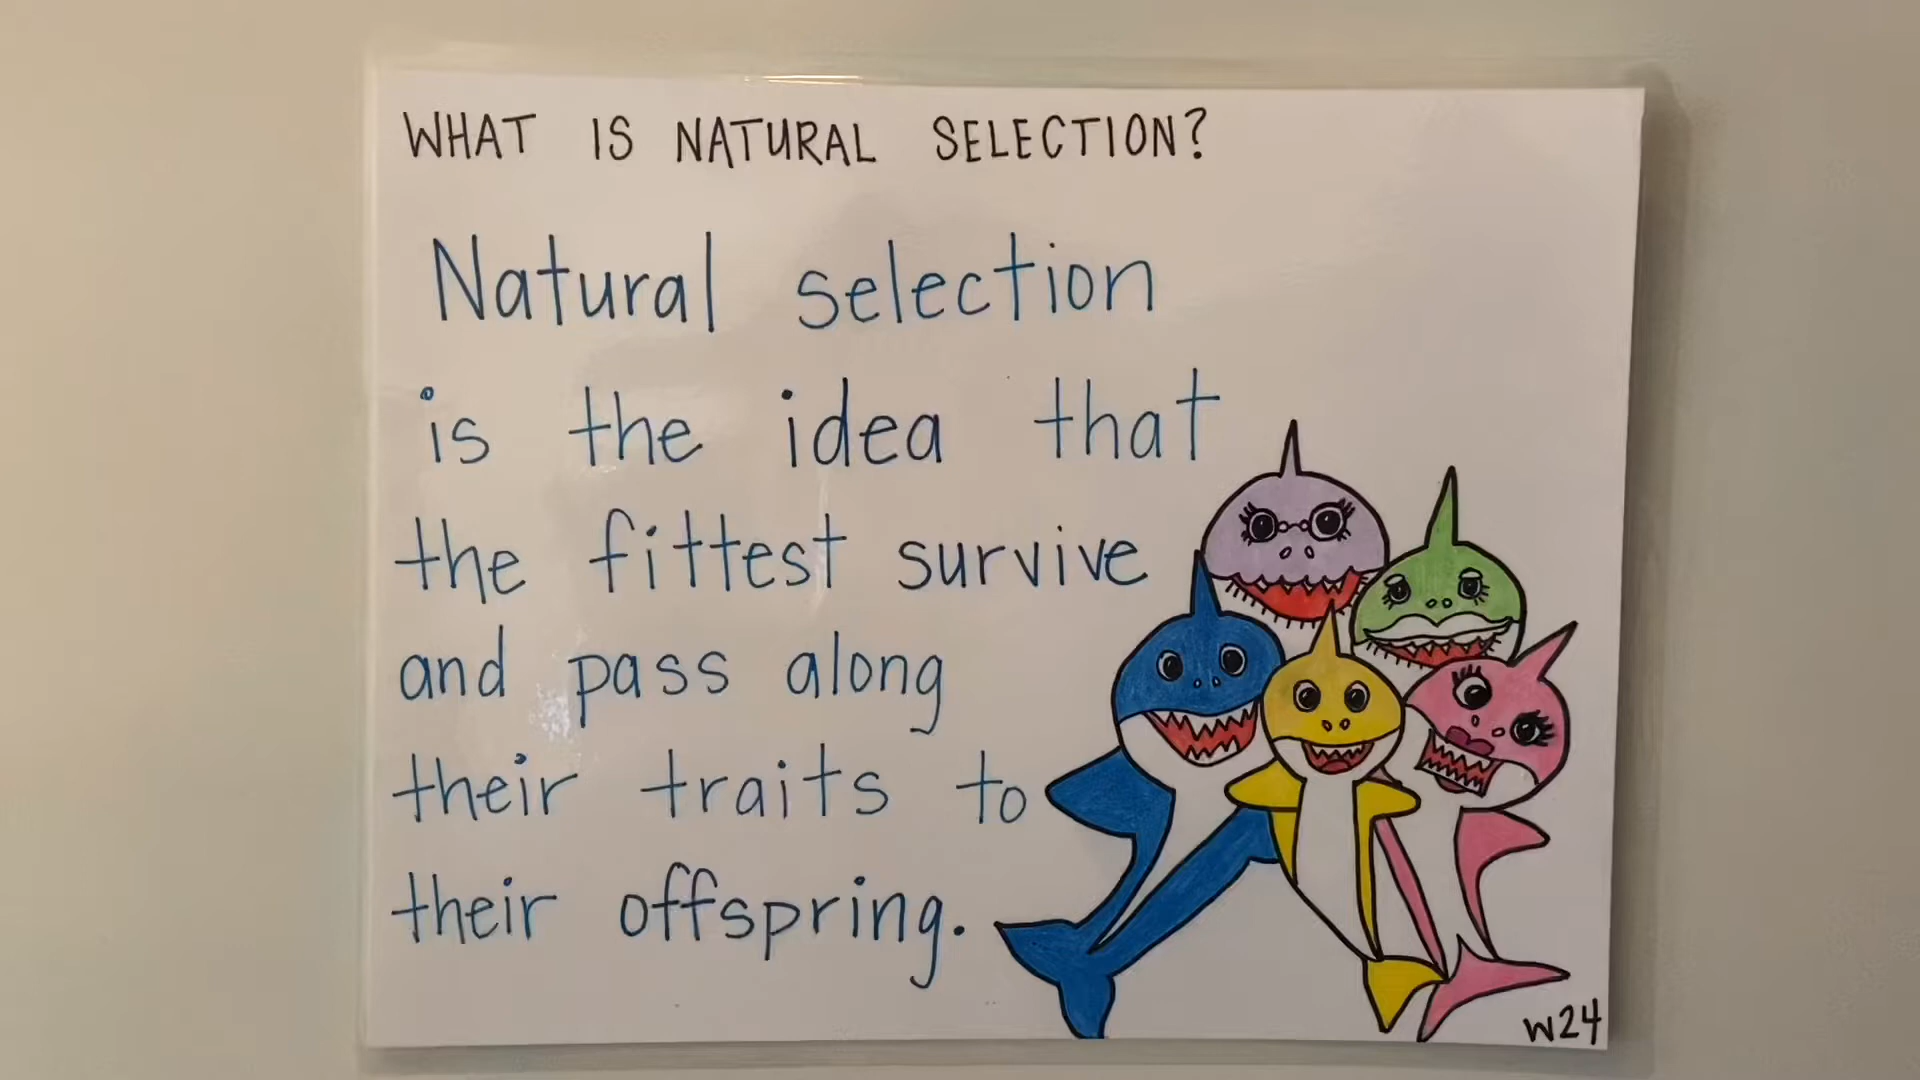 WHAT IS NATURAL SELECTION?
Natural selection
is the idea that
the fittest survive
and pass along
their traits to
their offspring.
W24